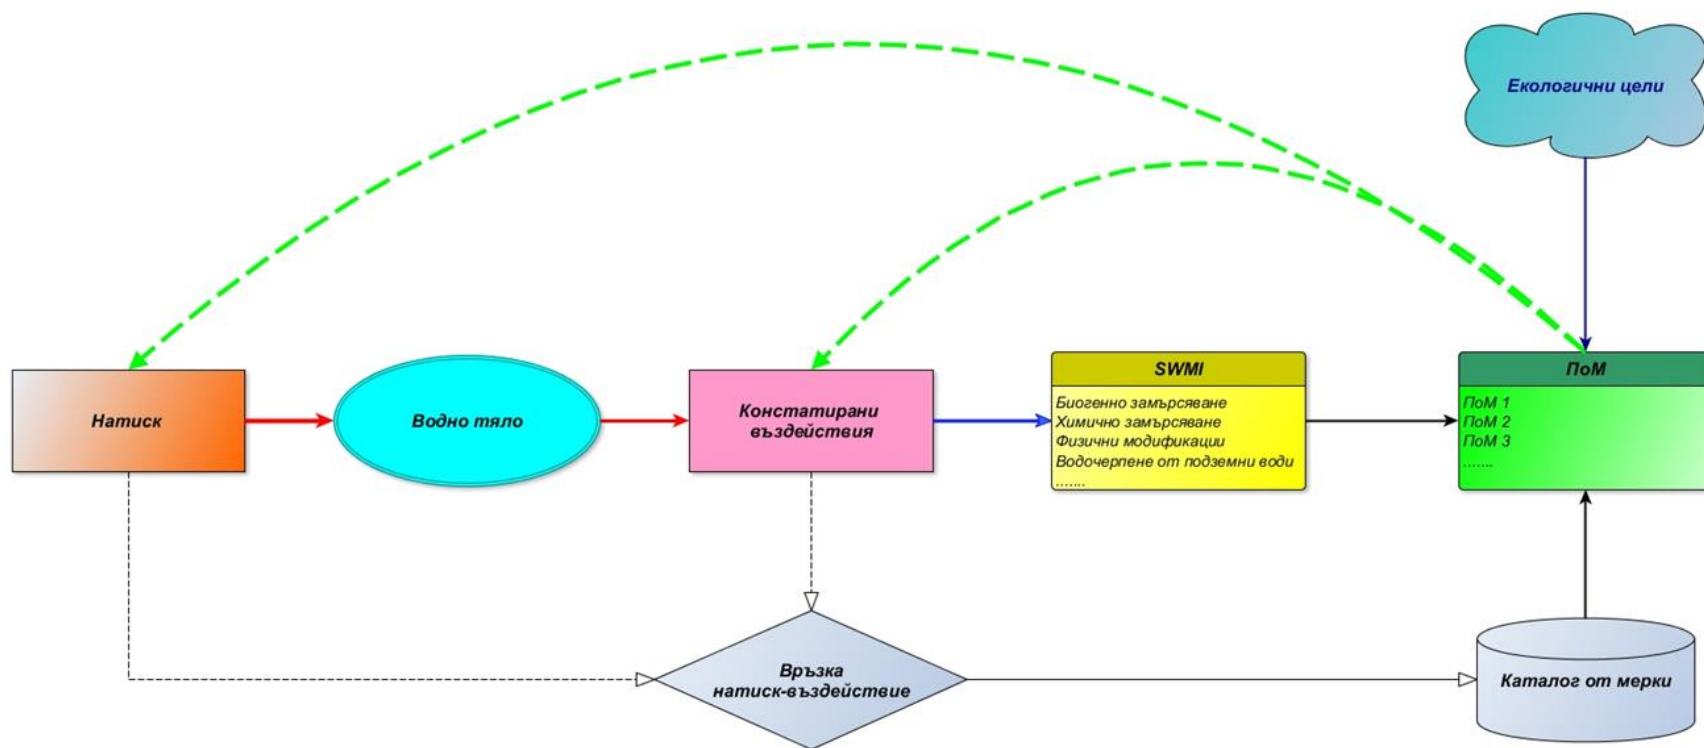 Екологични цели
Натиск
Водно тяло
Констатирани
въздействия
SWMI
Биогенно замърсяване
Химично замърсяване
Физични модификации
Водочерпене от подземни води
.......
ПоМ
ПоМ 1
ПоМ 2
ПоМ 3
.......
Връзка
натиск-въздействие
Каталог от мерки